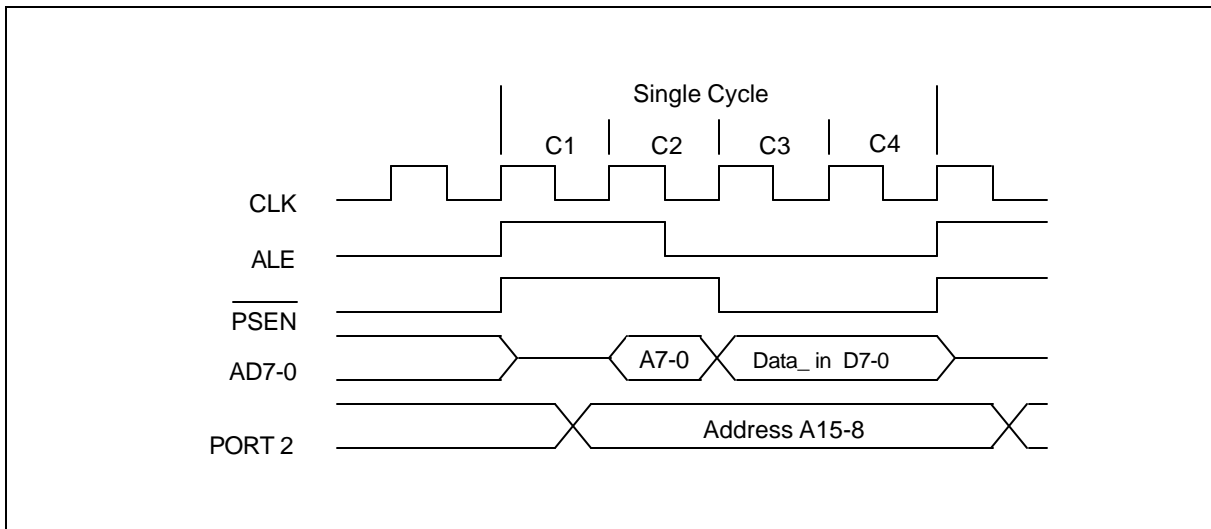 Single Cycle
C1 C2 C3 C4
CLK
ALE
PSEN
AD7-0 A7-0 Data_ in D7-0
PORT 2 Address A15-8